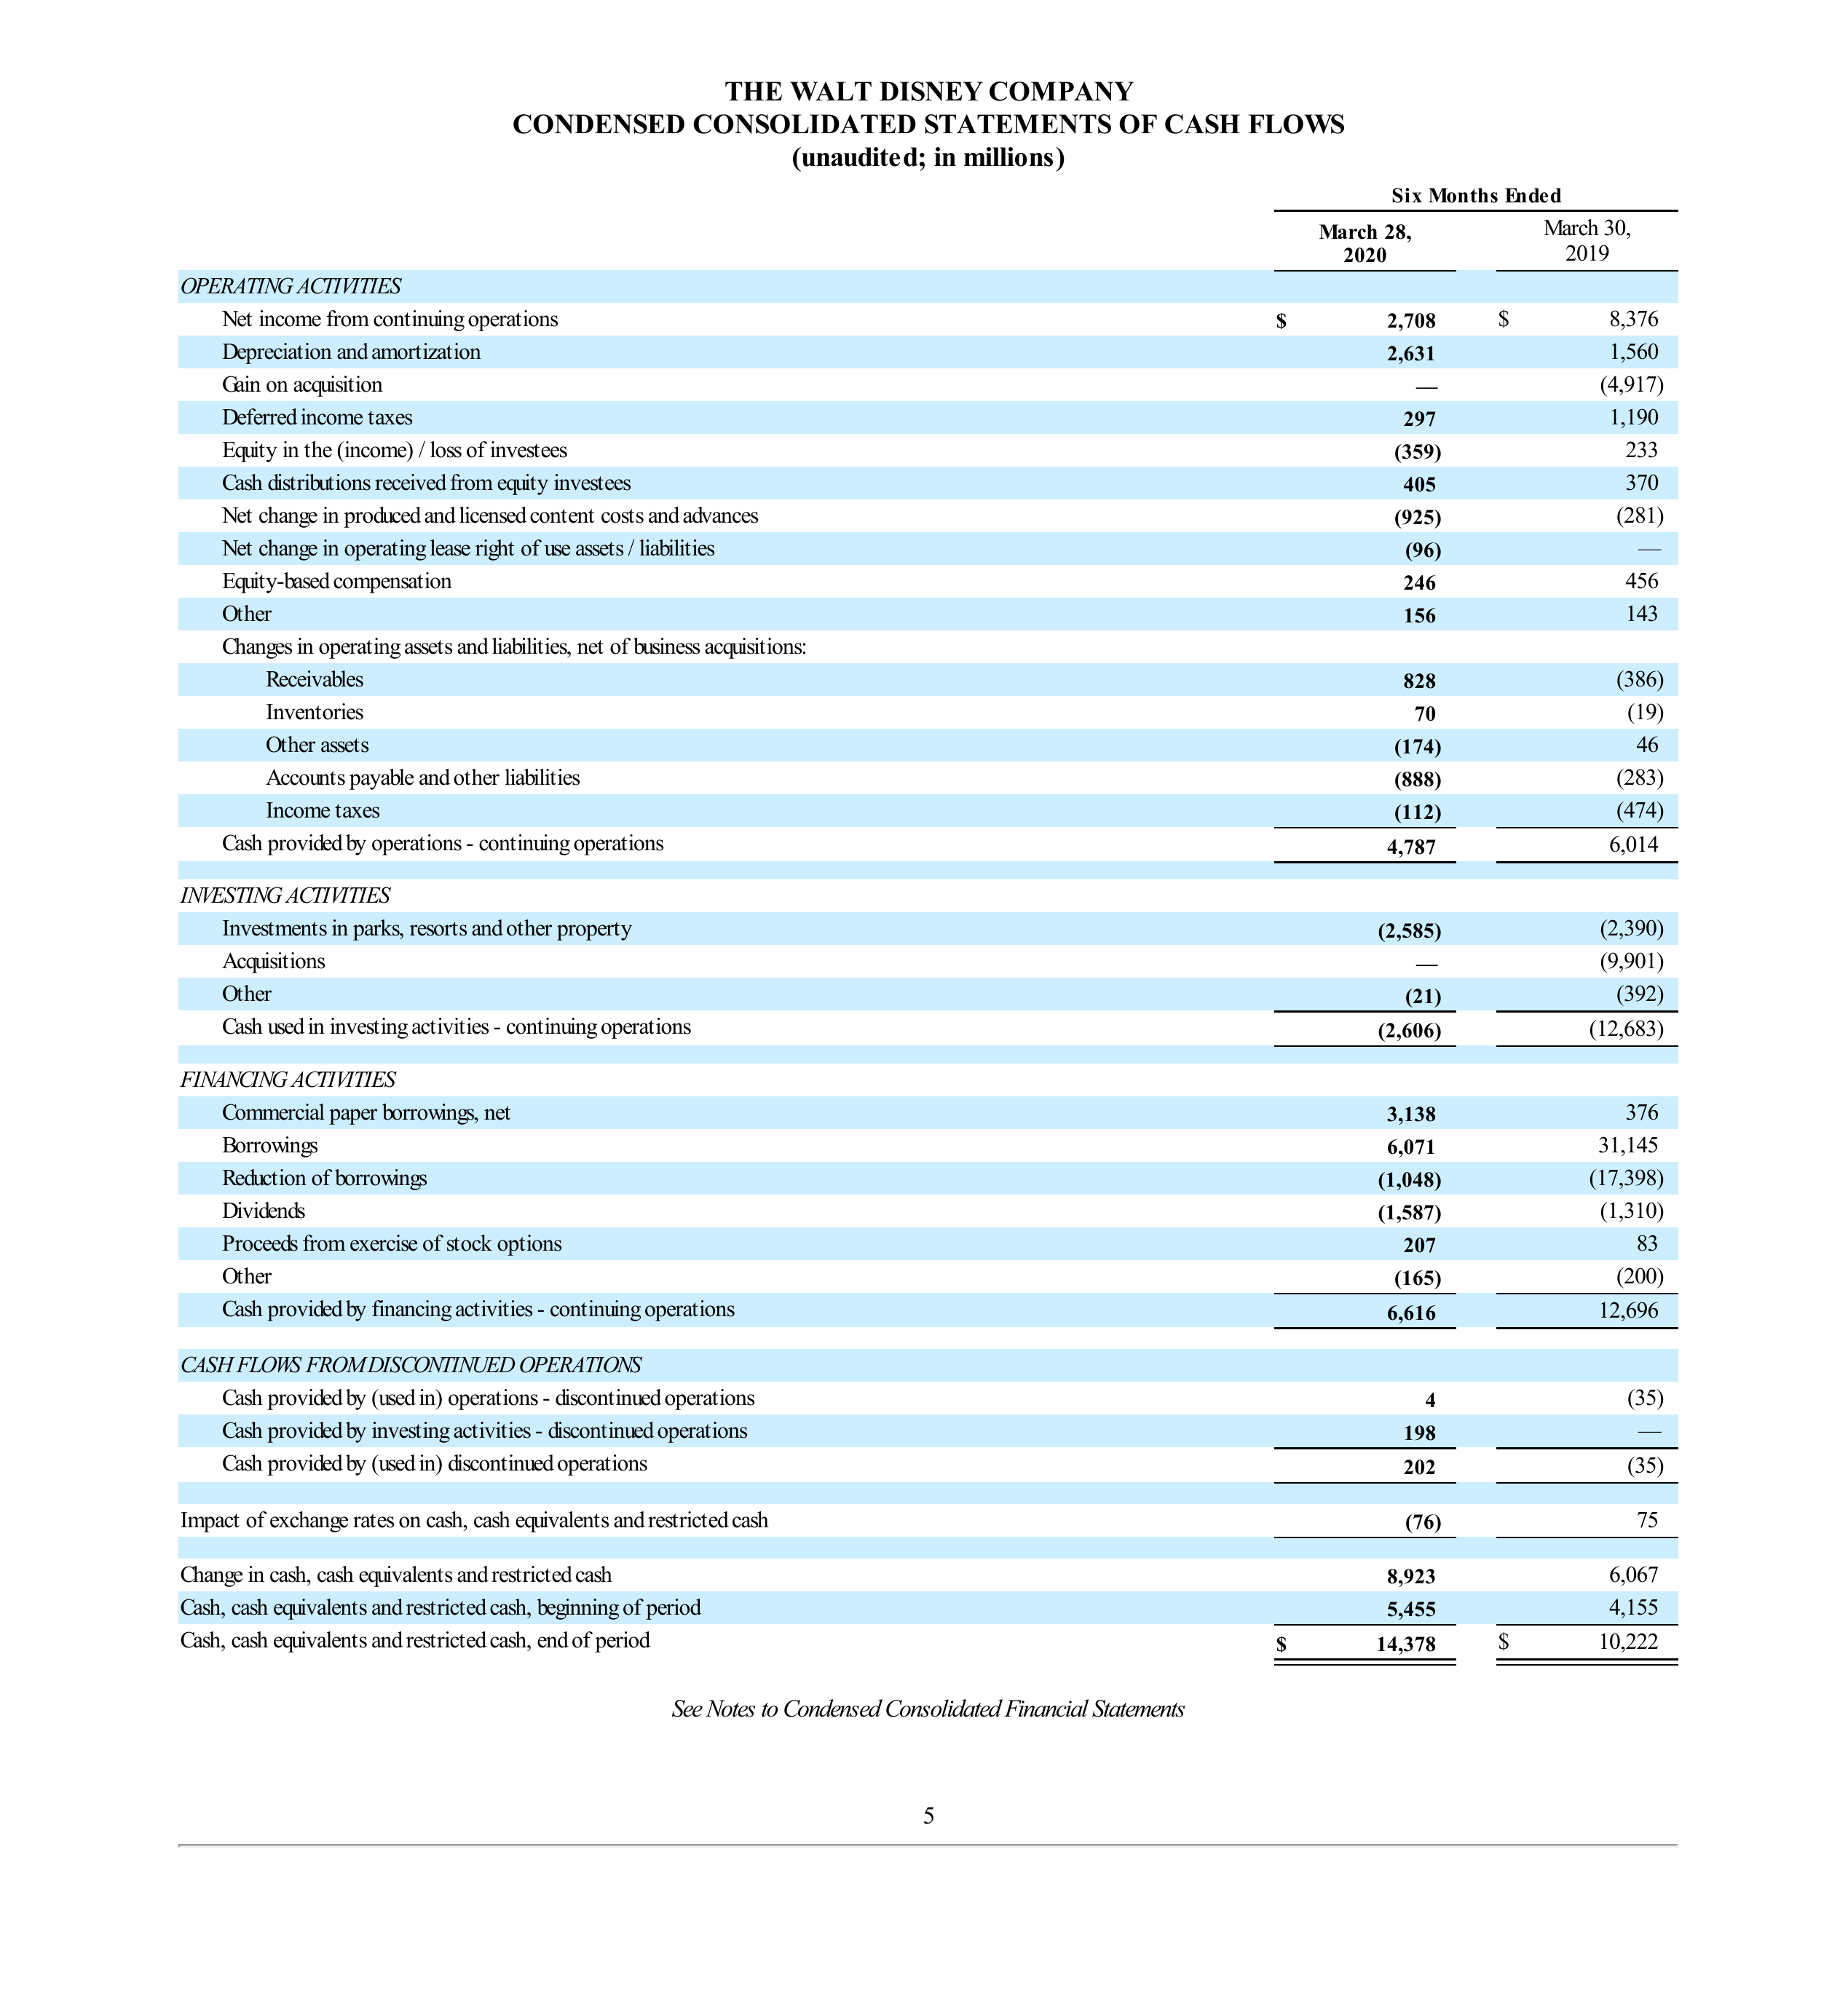 THE WALT DISNEY COMPANY
CONDENSED CONSOLIDATED STATEMENTS OF CASH FLOWS
(unaudited; in millions)
Six Months Ended
March 28, 2020 March 30, 2019
OPERATING ACTIVITIES
Net income from continuing operations $ 2,708 $ 8,376
Depreciation and amortization 2,631 1,560
Gain on acquisition — (4,917)
Deferred income taxes 297 1,190
Equity in the (income) / loss of investees (359) 233
Cash distributions received from equity investees 405 370
Net change in produced and licensed content costs and advances (925) (281)
Net change in operating lease right of use assets / liabilities (96) —
Equity-based compensation 246 456
Other 156 143
Changes in operating assets and liabilities, net of business acquisitions:
Receivables 828 (386)
Inventories 70 (19)
Other assets (174) 46
Accounts payable and other liabilities (888) (283)
Income taxes (112) (474)
Cash provided by operations - continuing operations 4,787 6,014
INVESTING ACTIVITIES
Investments in parks, resorts and other property (2,585) (2,390)
Acquisitions — (9,901)
Other (21) (392)
Cash used in investing activities - continuing operations (2,606) (12,683)
FINANCING ACTIVITIES
Commercial paper borrowings, net 3,138 376
Borrowings 6,071 31,145
Reduction of borrowings (1,048) (17,398)
Dividends (1,587) (1,310)
Proceeds from exercise of stock options 207 83
Other (165) (200)
Cash provided by financing activities - continuing operations 6,616 12,696
CASH FLOWS FROM DISCONTINUED OPERATIONS
Cash provided by (used in) operations - discontinued operations 4 (35)
Cash provided by investing activities - discontinued operations 198 —
Cash provided by (used in) discontinued operations 202 (35)
Impact of exchange rates on cash, cash equivalents and restricted cash (76) 75
Change in cash, cash equivalents and restricted cash 8,923 6,067
Cash, cash equivalents and restricted cash, beginning of period 5,455 4,155
Cash, cash equivalents and restricted cash, end of period $ 14,378 $ 10,222
See Notes to Condensed Consolidated Financial Statements
5